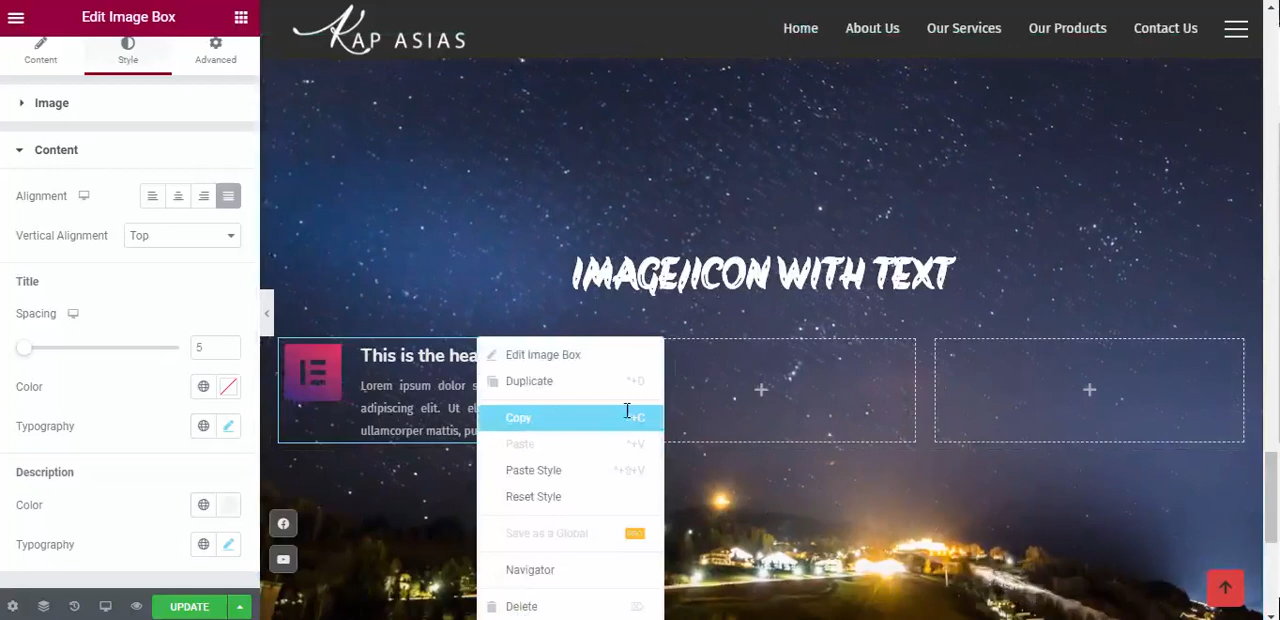 Edit Image Box
Content
Style
Advanced
Image
Content
Alignment
Vertical Alignment
Top
Title
Spacing
5
Color
Typography
Description
Color
Typography
UPDATE
KAP ASIAS
Home
About Us
Our Services
Our Products
Contact Us
IMAGE/ICON WITH TEXT
This is the hea
Lorem ipsum dolor s
adipiscing elit. Ut el
ullamcorper mattis, pu
Edit Image Box
Duplicate ^+D
Copy ^+C
Paste ^+V
Paste Style ^+⇧+V
Reset Style
Save as a Global PRO
Navigator
Delete